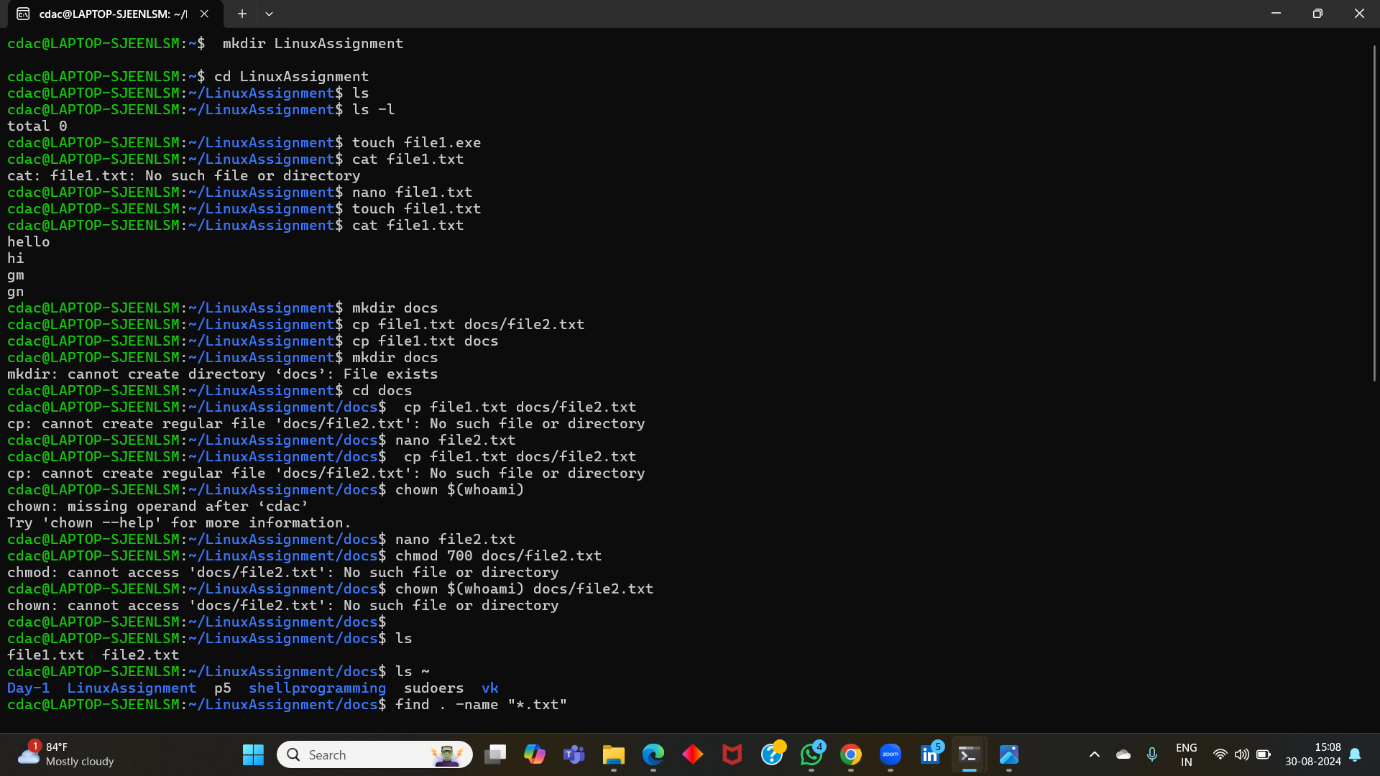 cdac@LAPTOP-SJEENLSM: ~/l
cdac@LAPTOP-SJEENLSM:~$  mkdir LinuxAssignment
cdac@LAPTOP-SJEENLSM:~$ cd LinuxAssignment
cdac@LAPTOP-SJEENLSM:~/LinuxAssignment$ ls
cdac@LAPTOP-SJEENLSM:~/LinuxAssignment$ ls -l
total 0
cdac@LAPTOP-SJEENLSM:~/LinuxAssignment$ touch file1.exe
cdac@LAPTOP-SJEENLSM:~/LinuxAssignment$ cat file1.txt
cat: file1.txt: No such file or directory
cdac@LAPTOP-SJEENLSM:~/LinuxAssignment$ nano file1.txt
cdac@LAPTOP-SJEENLSM:~/LinuxAssignment$ touch file1.txt
cdac@LAPTOP-SJEENLSM:~/LinuxAssignment$ cat file1.txt
hello
hi
gm
gn
cdac@LAPTOP-SJEENLSM:~/LinuxAssignment$ mkdir docs
cdac@LAPTOP-SJEENLSM:~/LinuxAssignment$ cp file1.txt docs/file2.txt
cdac@LAPTOP-SJEENLSM:~/LinuxAssignment$ cp file1.txt docs
cdac@LAPTOP-SJEENLSM:~/LinuxAssignment$ mkdir docs
mkdir: cannot create directory ‘docs’: File exists
cdac@LAPTOP-SJEENLSM:~/LinuxAssignment$ cd docs
cdac@LAPTOP-SJEENLSM:~/LinuxAssignment/docs$  cp file1.txt docs/file2.txt
cp: cannot create regular file 'docs/file2.txt': No such file or directory
cdac@LAPTOP-SJEENLSM:~/LinuxAssignment/docs$ nano file2.txt
cdac@LAPTOP-SJEENLSM:~/LinuxAssignment/docs$  cp file1.txt docs/file2.txt
cp: cannot create regular file 'docs/file2.txt': No such file or directory
cdac@LAPTOP-SJEENLSM:~/LinuxAssignment/docs$ chown $(whoami)
chown: missing operand after ‘cdac’
Try 'chown --help' for more information.
cdac@LAPTOP-SJEENLSM:~/LinuxAssignment/docs$ nano file2.txt
cdac@LAPTOP-SJEENLSM:~/LinuxAssignment/docs$ chmod 700 docs/file2.txt
chmod: cannot access 'docs/file2.txt': No such file or directory
cdac@LAPTOP-SJEENLSM:~/LinuxAssignment/docs$ chown $(whoami) docs/file2.txt
chown: cannot access 'docs/file2.txt': No such file or directory
cdac@LAPTOP-SJEENLSM:~/LinuxAssignment/docs$
cdac@LAPTOP-SJEENLSM:~/LinuxAssignment/docs$ ls
file1.txt  file2.txt
cdac@LAPTOP-SJEENLSM:~/LinuxAssignment/docs$ ls ~
Day-1  LinuxAssignment  p5  shellprograming  sudoers  vk
cdac@LAPTOP-SJEENLSM:~/LinuxAssignment/docs$ find . -name "*.txt"
1 84°F
Mostly cloudy
Search
4
zoom
5
ENG
IN
15:08
30-08-2024